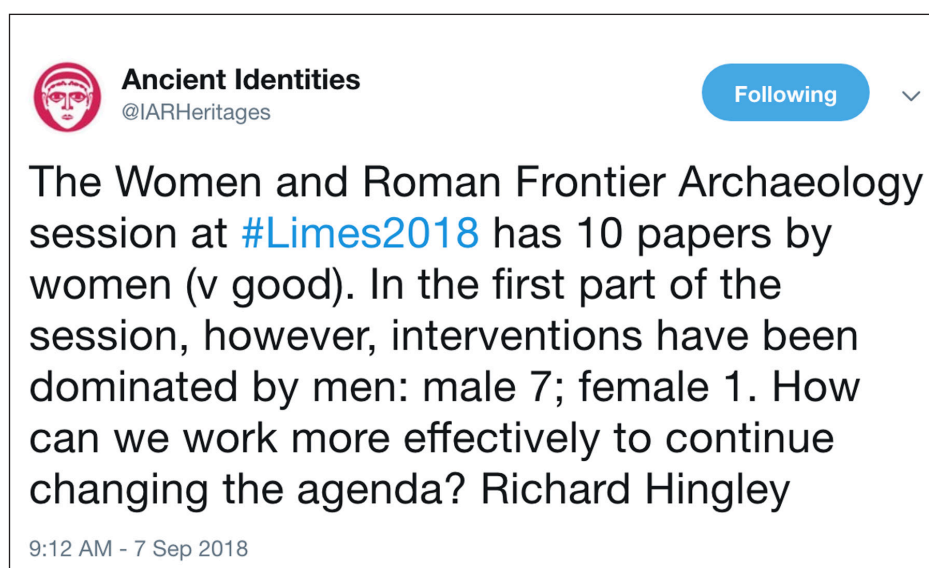 Ancient Identities
@IARHeritages
Following
The Women and Roman Frontier Archaeology
session at #Limes2018 has 10 papers by
women (v good). In the first part of the
session, however, interventions have been
dominated by men: male 7; female 1. How
can we work more effectively to continue
changing the agenda? Richard Hingley
9:12 AM - 7 Sep 2018